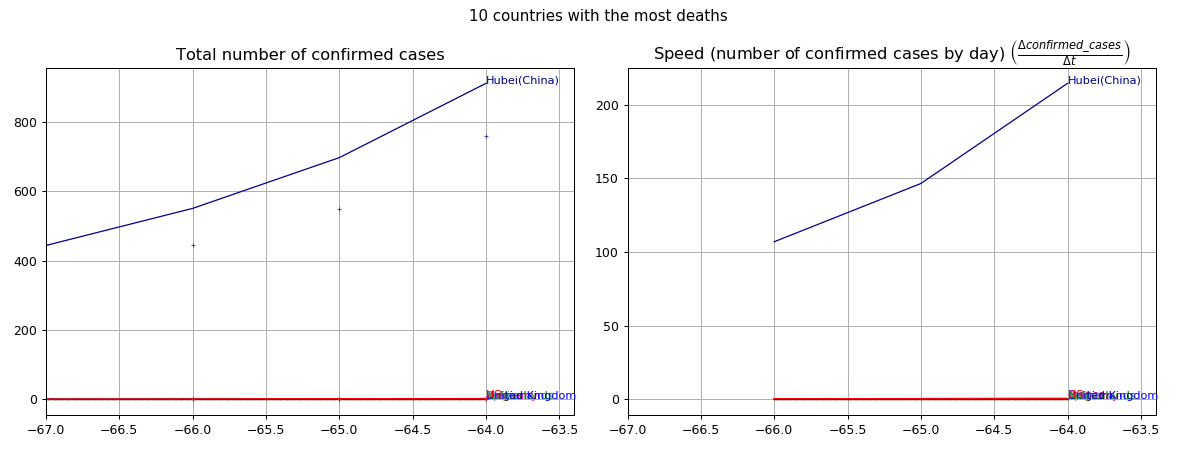 10 countries with the most deaths
Total number of confirmed cases
Speed (number of confirmed cases by day) (Δconfirmed_cases/Δt)
Hubei(China)
800
600
400
200
0
−67.0 −66.5 −66.0 −65.5 −65.0 −64.5 −64.0 −63.5
Hubei(China)
200
150
100
50
0
−67.0 −66.5 −66.0 −65.5 −65.0 −64.5 −64.0 −63.5